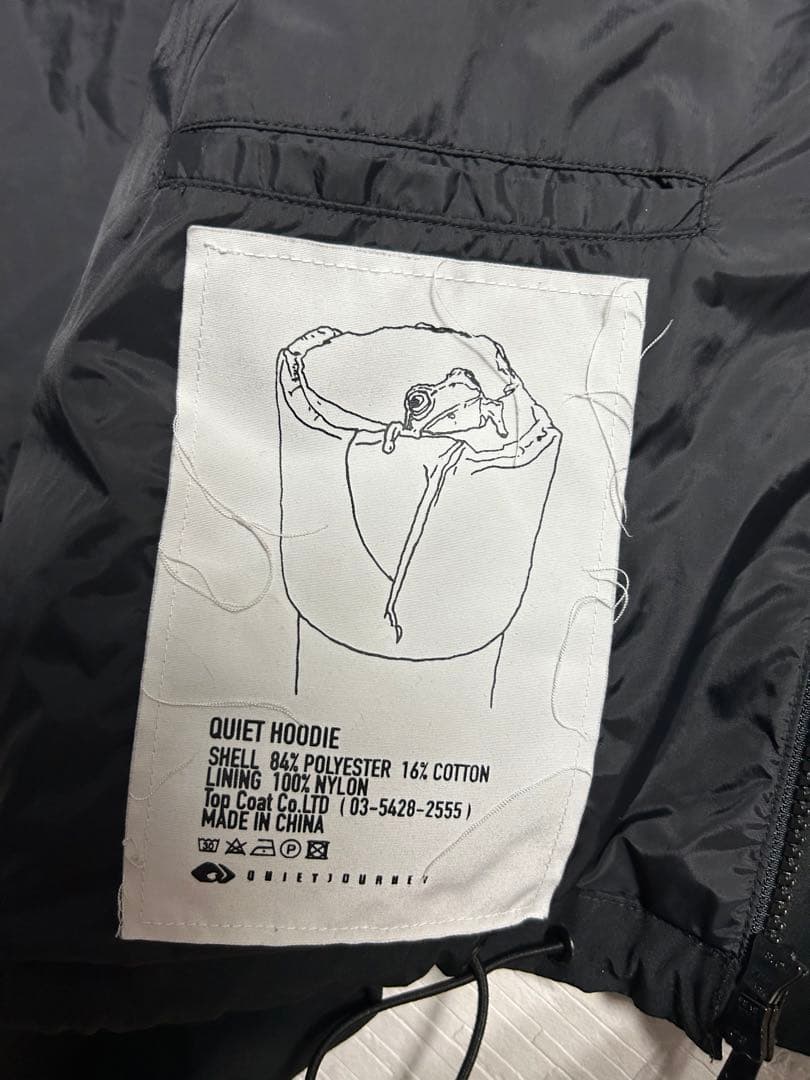 QUIET HOODIE
SHELL 84% POLYESTER 16% COTTON
LINING 100% NYLON
Top Coat Co.LTD (03-5428-2555)
MADE IN CHINA
30 P
QUIETJOURNEY